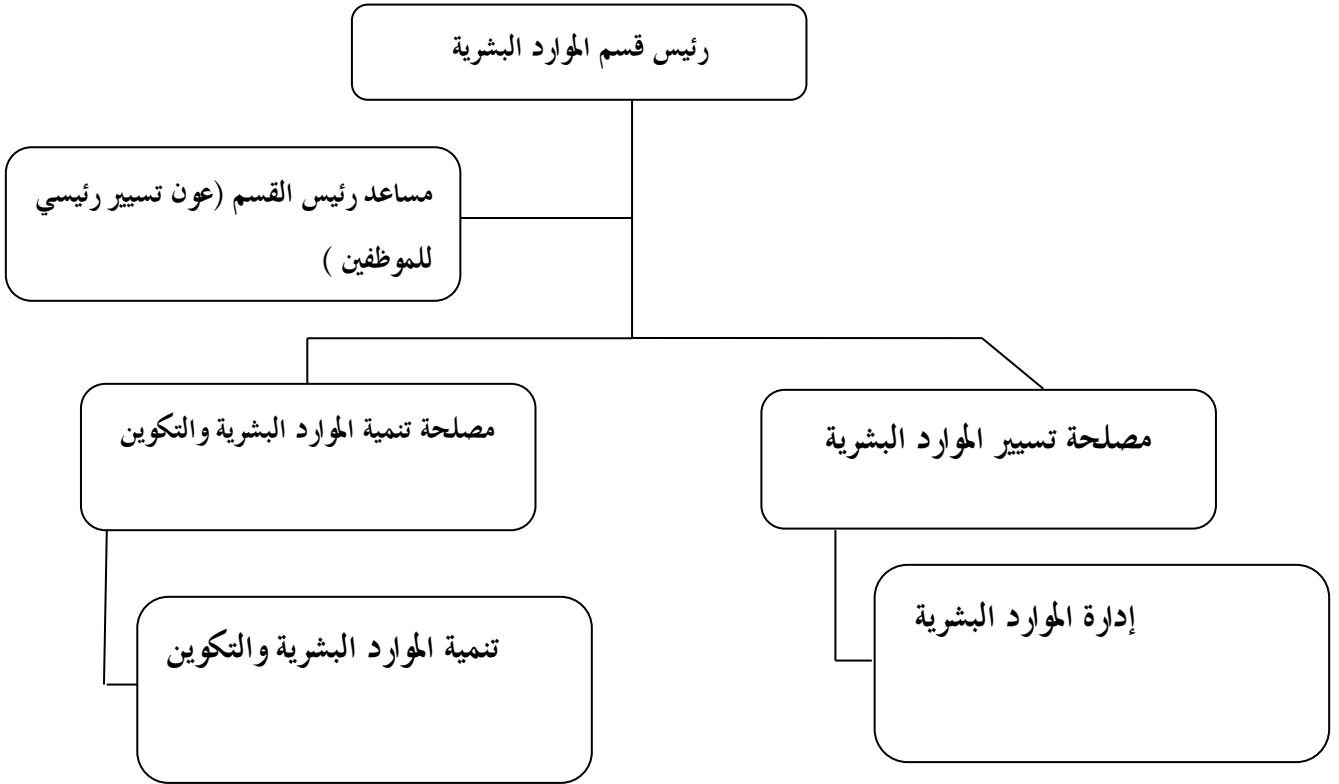 رئيس قسم الموارد البشرية
مساعد رئيس القسم (عون تسيير رئيسي
للموظفين )
مصلحة تسيير الموارد البشرية
مصلحة تنمية الموارد البشرية والتكوين
إدارة الموارد البشرية
تنمية الموارد البشرية والتكوين